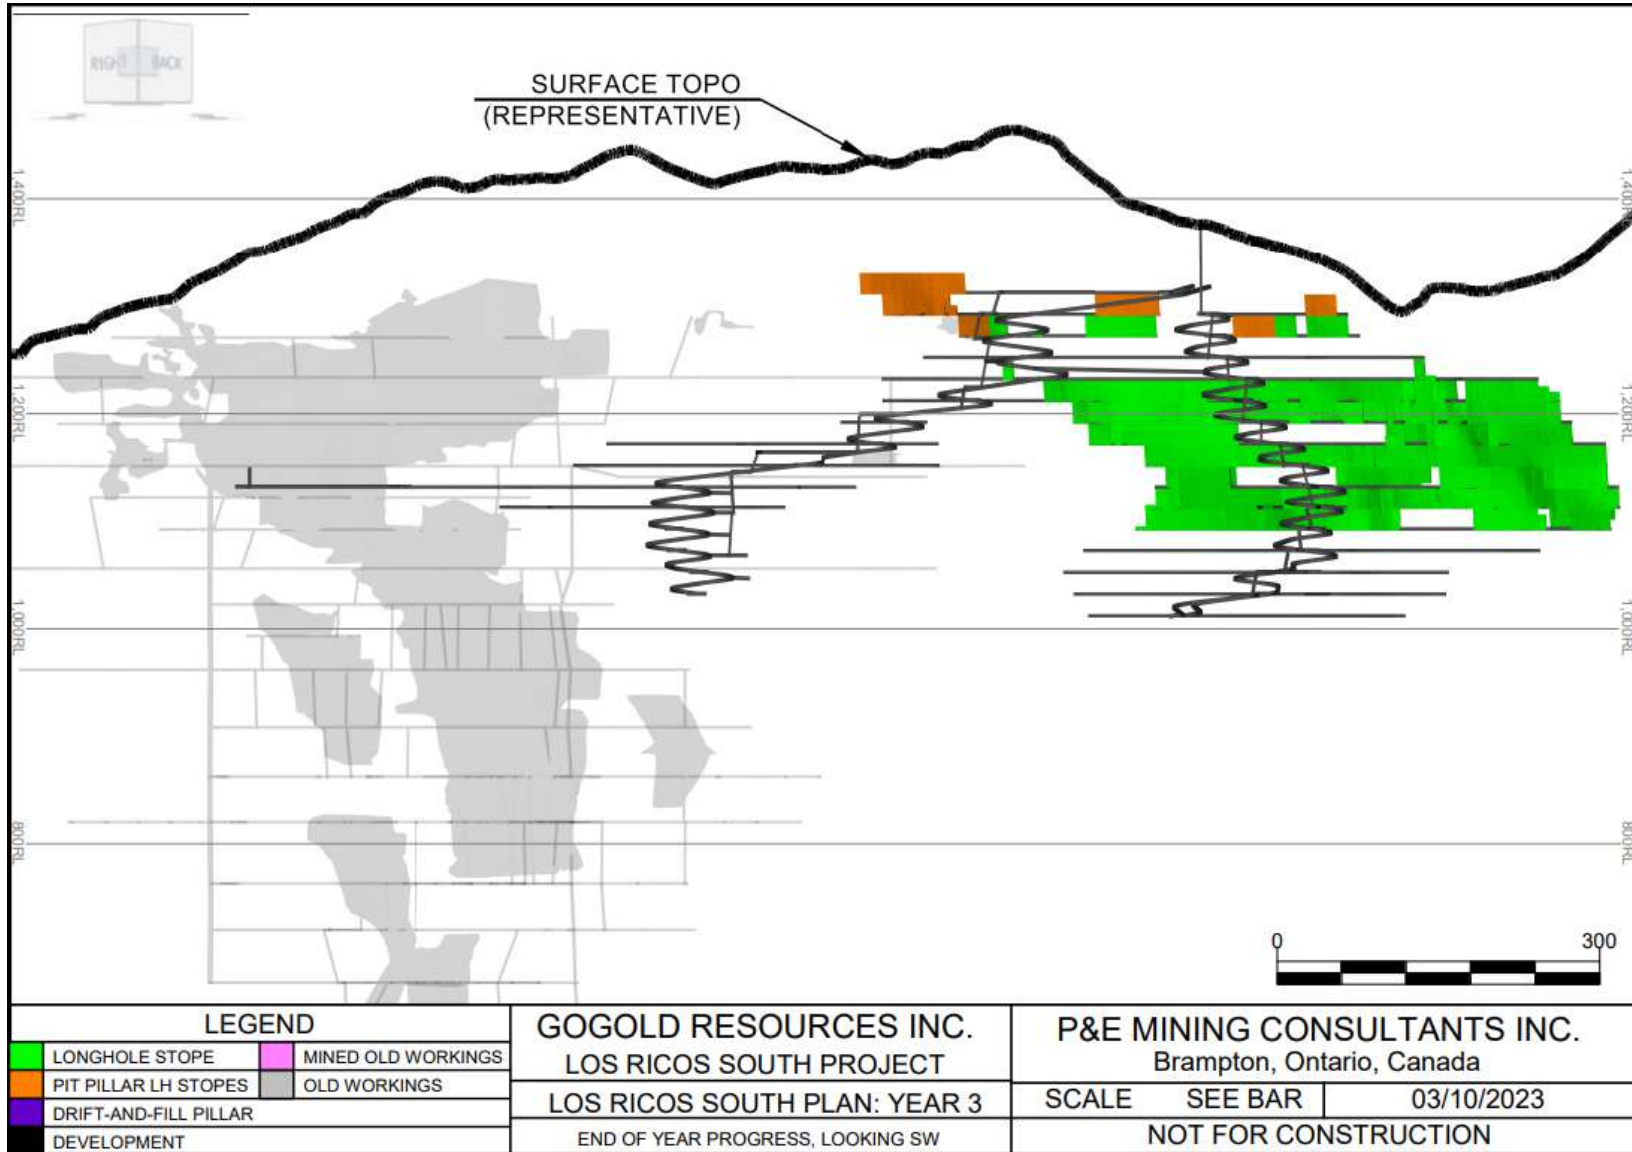 RIGHT BACK
SURFACE TOPO
(REPRESENTATIVE)
1,400RL
1,400RL
1,200RL
1,200RL
1,000RL
1,000RL
800RL
800RL
0 300
LEGEND
LONGHOLE STOPE
MINED OLD WORKINGS
PIT PILLAR LH STOPES
OLD WORKINGS
DRIFT-AND-FILL PILLAR
DEVELOPMENT
GOGOLD RESOURCES INC.
LOS RICOS SOUTH PROJECT
LOS RICOS SOUTH PLAN: YEAR 3
END OF YEAR PROGRESS, LOOKING SW
P&E MINING CONSULTANTS INC.
Brampton, Ontario, Canada
SCALE SEE BAR 03/10/2023
NOT FOR CONSTRUCTION